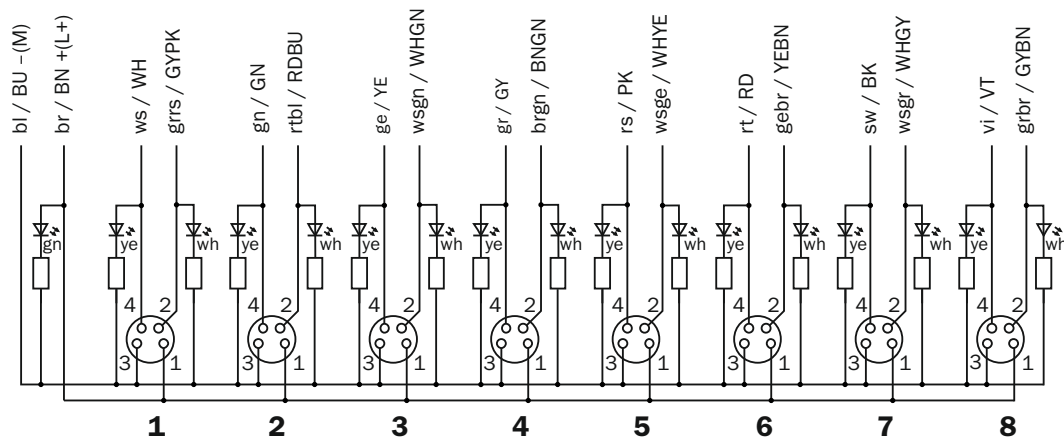 bl / BU –(M)
br / BN +(L+)
ws / WH
grrs / GYPK
gn / GN
rtbl / RDBU
ge / YE
wsgn / WHGN
gr / GY
brgn / BNGN
rs / PK
wsge / WHYE
rt / RD
gebr / YEBN
sw / BK
wsgr / WHGY
vi / VT
grbr / GYBN
gn ye wh ye wh ye wh ye wh ye wh ye wh ye wh ye wh
4 2 4 2 4 2 4 2 4 2 4 2 4 2 4 2
3 1 3 1 3 1 3 1 3 1 3 1 3 1 3 1
1 2 3 4 5 6 7 8